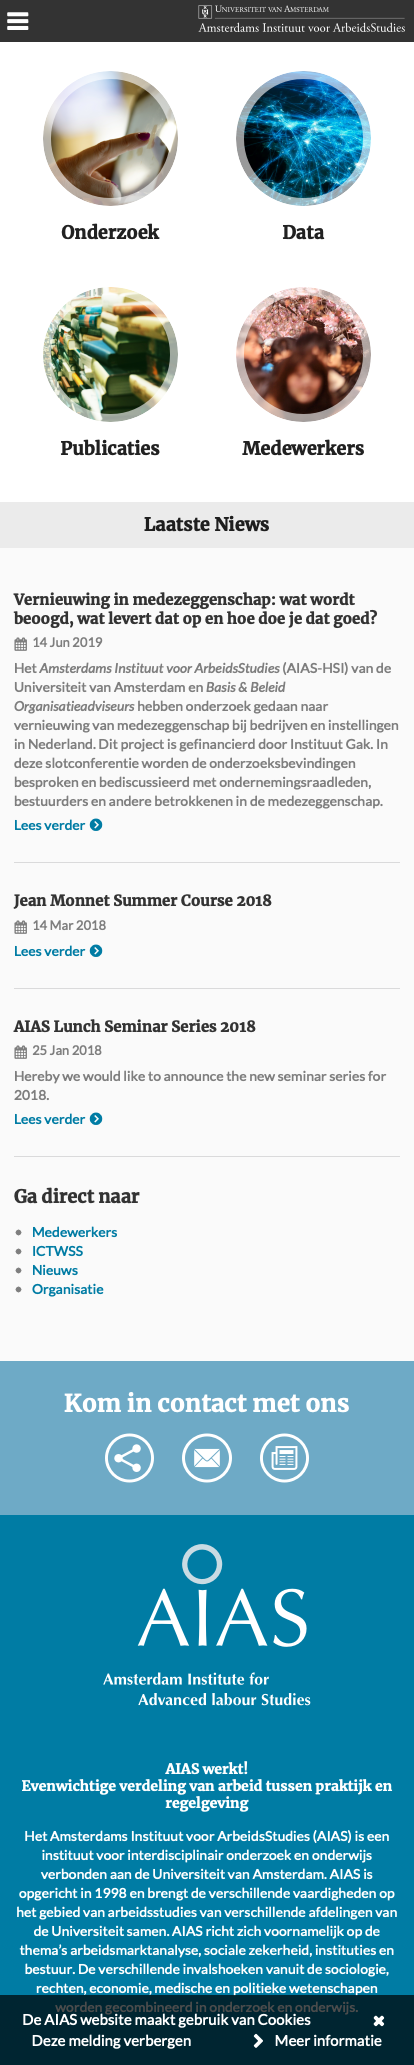 Universiteit van Amsterdam
Amsterdams Instituut voor ArbeidsStudies
Onderzoek
Data
Publicaties
Medewerkers
Laatste Niews
Vernieuwing in medezeggenschap: wat wordt
beoogd, wat levert dat op en hoe doe je dat goed?
14 Jun 2019
Het Amsterdams Instituut voor ArbeidsStudies (AIAS-HSI) van de
Universiteit van Amsterdam en Basis & Beleid
Organisatieadviseurs hebben onderzoek gedaan naar
vernieuwing van medezeggenschap bij bedrijven en instellingen
in Nederland. Dit project is gefinancierd door Instituut Gak. In
deze slotconferentie worden de onderzoeksbevindingen
besproken en bediscussieerd met ondernemingsraadleden,
bestuurders en andere betrokkenen in de medezeggenschap.
Lees verder
Jean Monnet Summer Course 2018
14 Mar 2018
Lees verder
AIAS Lunch Seminar Series 2018
25 Jan 2018
Hereby we would like to announce the new seminar series for
2018.
Lees verder
Ga direct naar
Medewerkers
ICTWSS
Nieuws
Organisatie
Kom in contact met ons
AIAS
Amsterdam Institute for
Advanced labour Studies
AIAS werkt!
Evenwichtige verdeling van arbeid tussen praktijk en
regelgeving
Het Amsterdams Instituut voor ArbeidsStudies (AIAS) is een
instituut voor interdisciplinair onderzoek en onderwijs
verbonden aan de Universiteit van Amsterdam. AIAS is
opgericht in 1998 en brengt de verschillende vaardigheden op
het gebied van arbeidsstudies van verschillende afdelingen van
de Universiteit samen. AIAS richt zich voornamelijk op de
thema's arbeidsmarktanalyse, sociale zekerheid, instituties en
bestuur. De verschillende invalshoeken vanuit de sociologie,
rechten, economie, medische en politieke wetenschappen
worden gecombineerd in onderzoek en onderwijs.
De AIAS website maakt gebruik van Cookies
Deze melding verbergen
Meer informatie